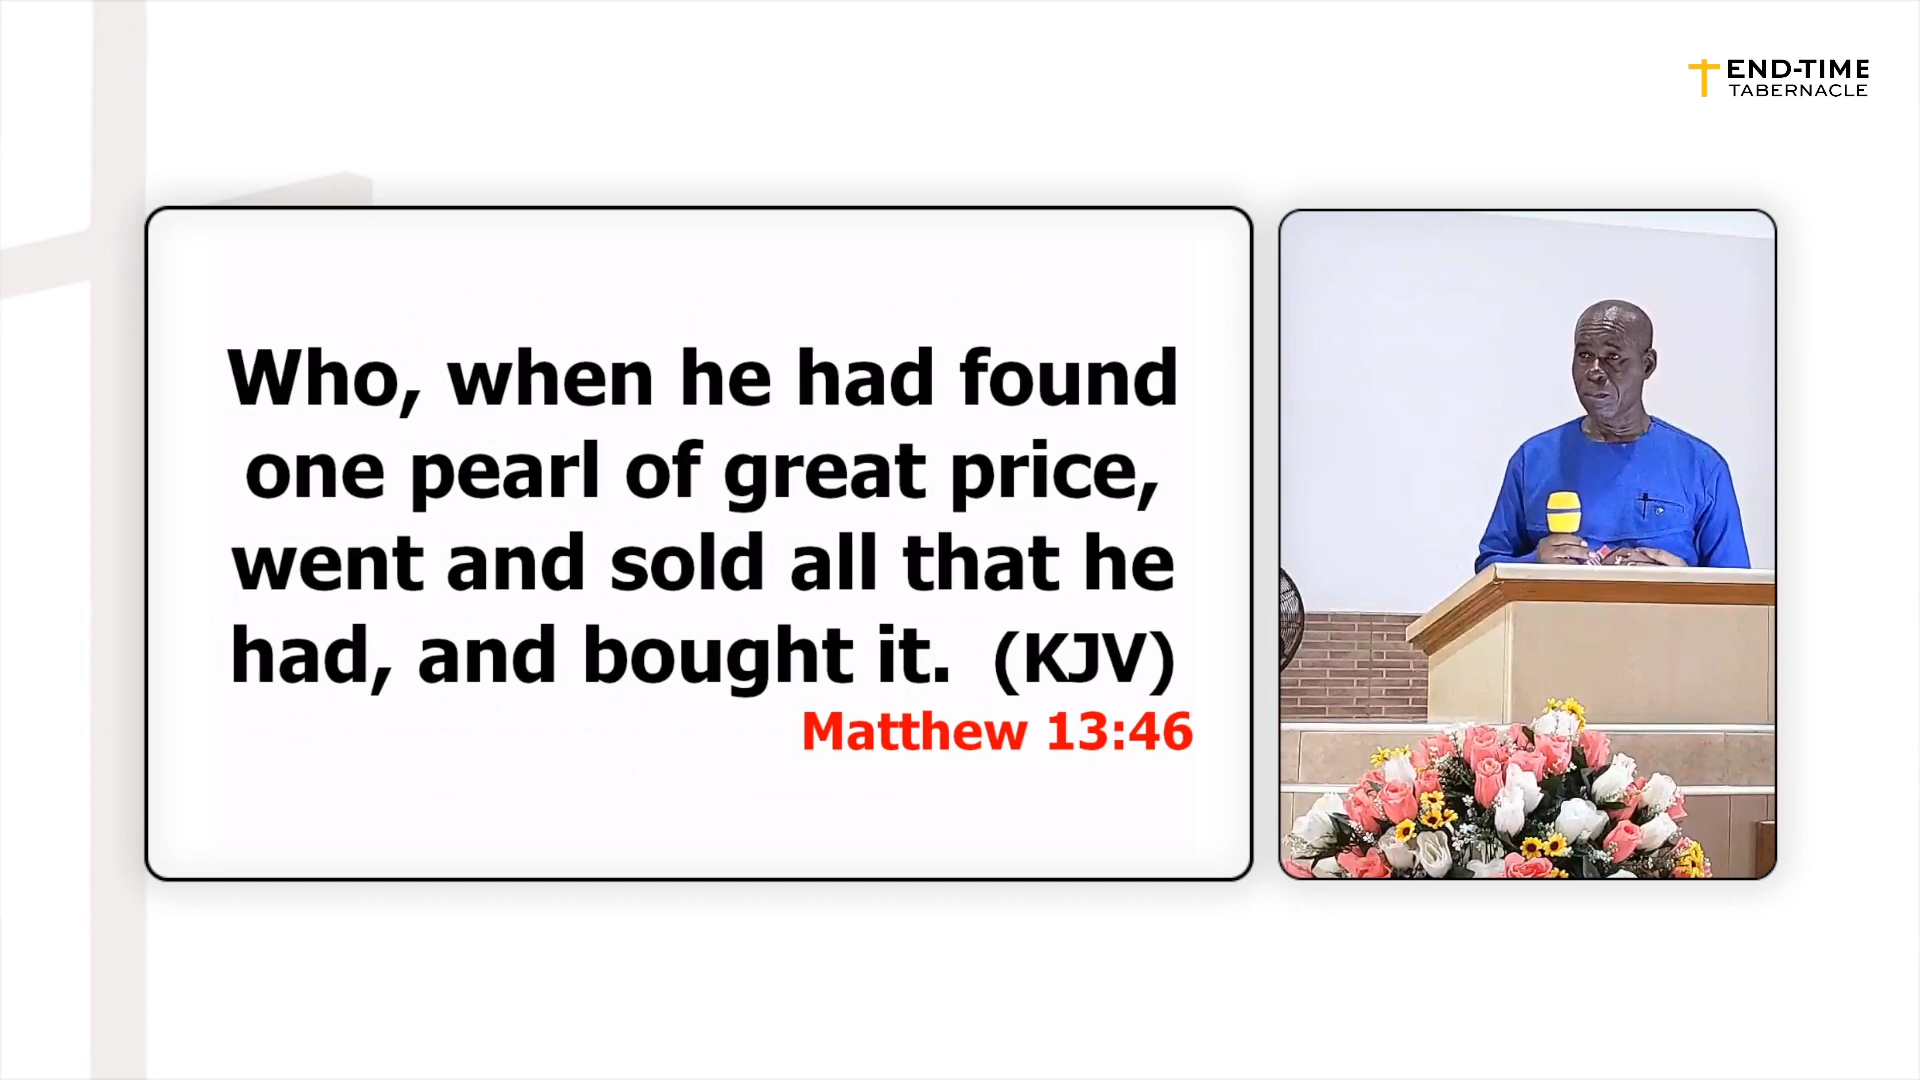 END-TIME
TABERNACLE
Who, when he had found
one pearl of great price,
went and sold all that he
had, and bought it. (KJV)
Matthew 13:46